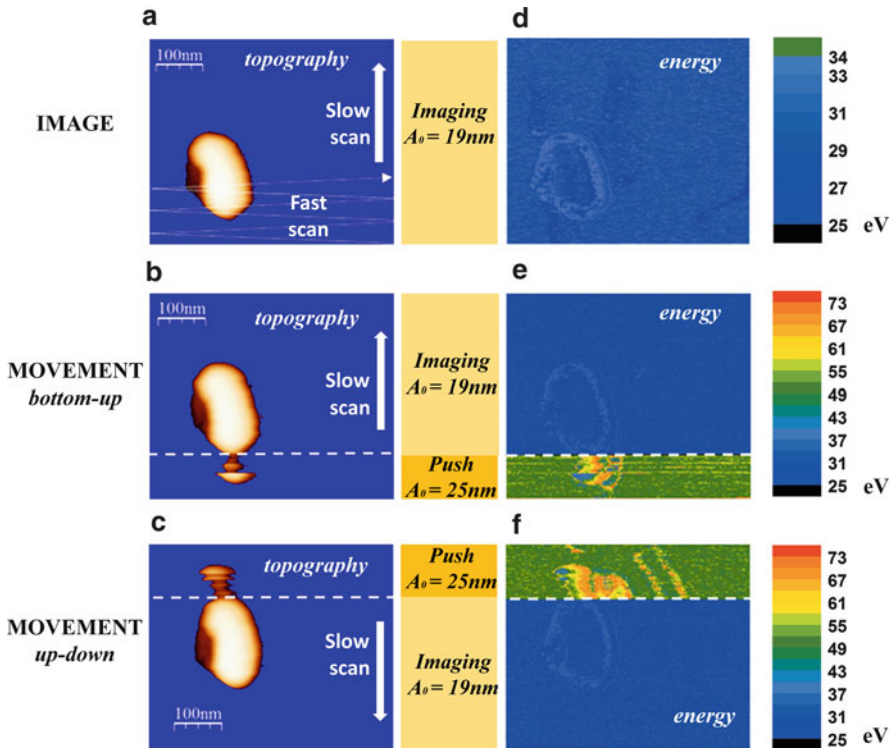 a
d
100nm
topography
Slow
scan
Fast
scan
IMAGE
Imaging
A₀ = 19nm
energy
34
33
31
29
27
25
eV
b
e
100nm
topography
Slow
scan
MOVEMENT
bottom-up
Imaging
A₀ = 19nm
Push
A₀ = 25nm
energy
73
67
61
55
49
43
37
31
25
eV
c
f
topography
Slow
scan
100nm
MOVEMENT
up-down
Push
A₀ = 25nm
Imaging
A₀ = 19nm
energy
73
67
61
55
49
43
37
31
25
eV